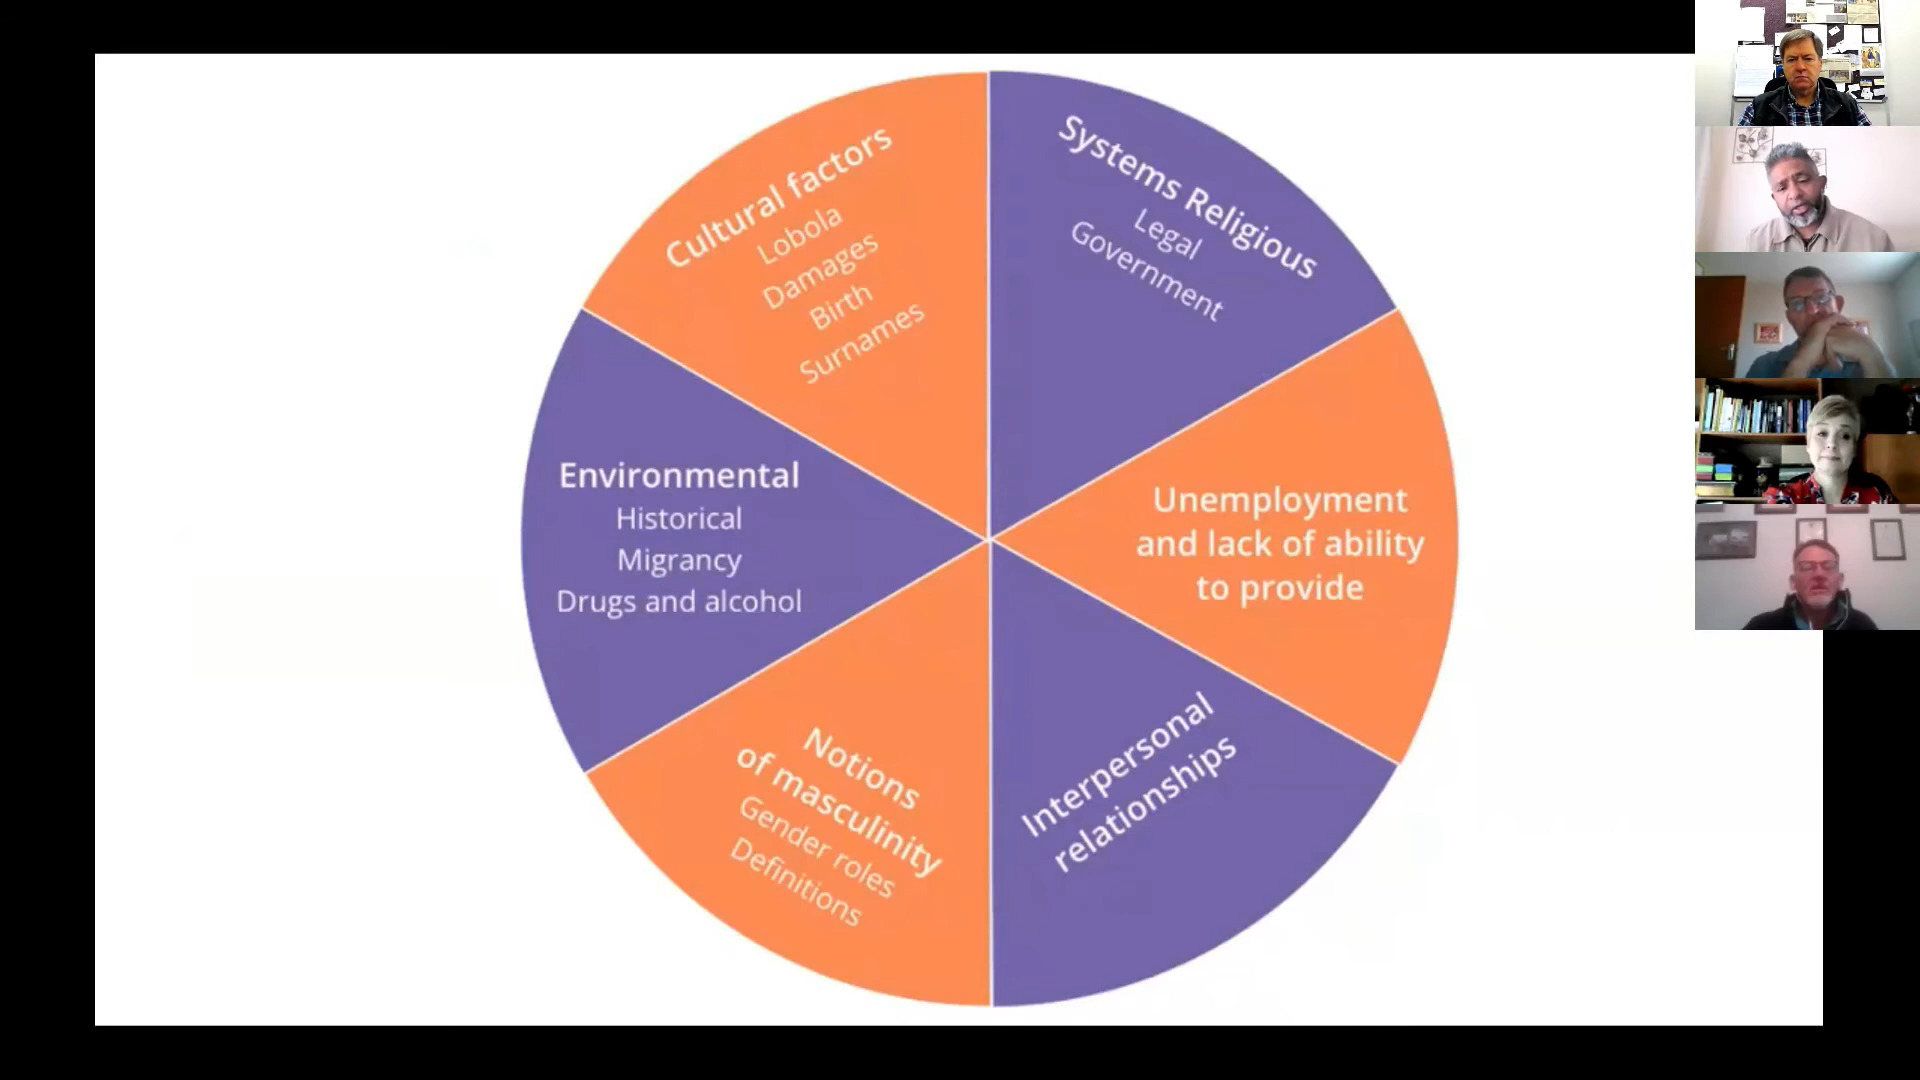 Cultural factors
Lobola
Damages
Birth
Surnames
Systems Religious
Legal
Government
Unemployment
and lack of ability
to provide
Interpersonal
relationships
Notions
of masculinity
Gender roles
Definitions
Environmental
Historical
Migrancy
Drugs and alcohol